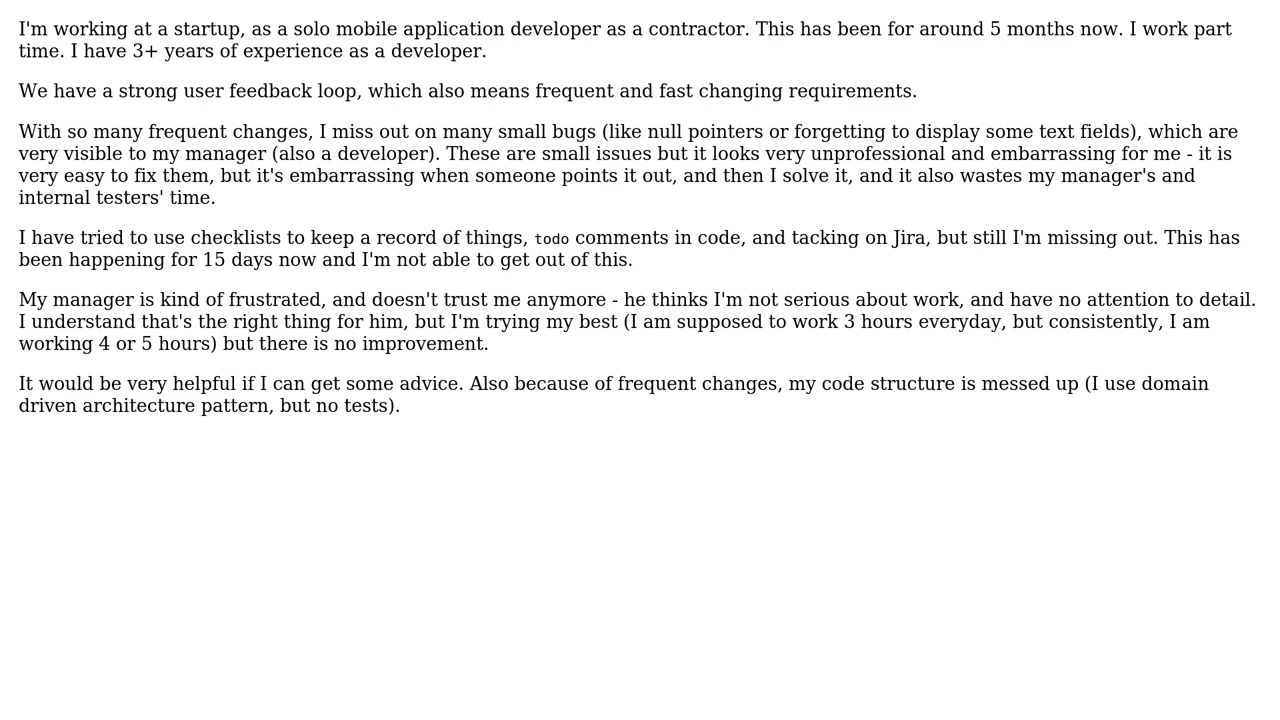 I'm working at a startup, as a solo mobile application developer as a contractor. This has been for around 5 months now. I work part
time. I have 3+ years of experience as a developer.
We have a strong user feedback loop, which also means frequent and fast changing requirements.
With so many frequent changes, I miss out on many small bugs (like null pointers or forgetting to display some text fields), which are
very visible to my manager (also a developer). These are small issues but it looks very unprofessional and embarrassing for me - it is
very easy to fix them, but it's embarrassing when someone points it out, and then I solve it, and it also wastes my manager's and
internal testers' time.
I have tried to use checklists to keep a record of things, todo comments in code, and tacking on Jira, but still I'm missing out. This has
been happening for 15 days now and I'm not able to get out of this.
My manager is kind of frustrated, and doesn't trust me anymore - he thinks I'm not serious about work, and have no attention to detail.
I understand that's the right thing for him, but I'm trying my best (I am supposed to work 3 hours everyday, but consistently, I am
working 4 or 5 hours) but there is no improvement.
It would be very helpful if I can get some advice. Also because of frequent changes, my code structure is messed up (I use domain
driven architecture pattern, but no tests).